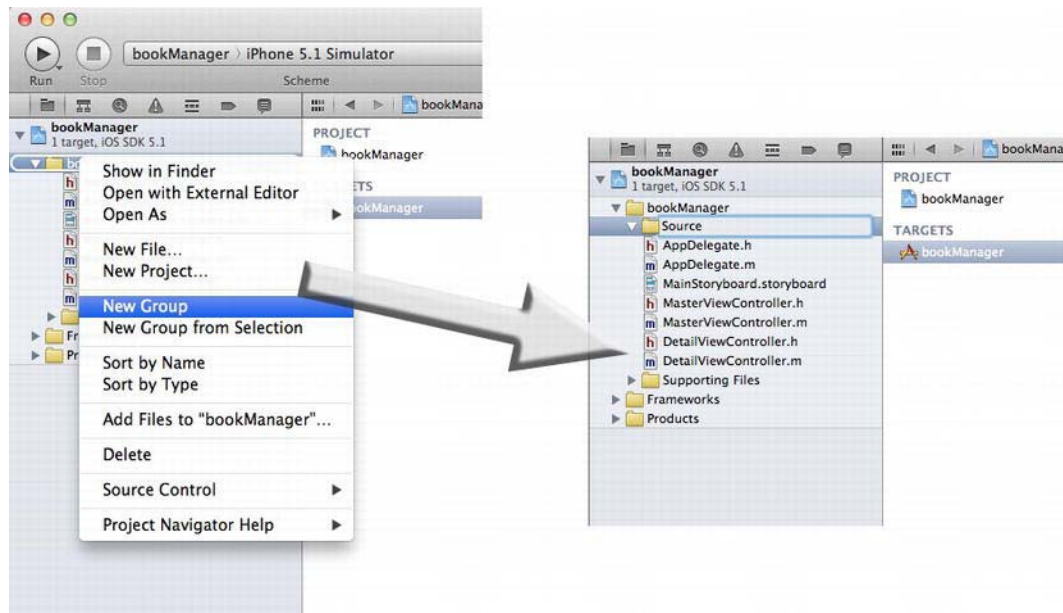 bookManager › iPhone 5.1 Simulator
Run
Stop
Scheme
bookMana
bookManager
1 target, iOS SDK 5.1
PROJECT
bookManager
h
m
h
m
h
m
Show in Finder
Open with External Editor
Open As
New File...
New Project...
New Group
New Group from Selection
Sort by Name
Sort by Type
Add Files to "bookManager"...
Delete
Source Control
Project Navigator Help
bookMana
bookManager
1 target, iOS SDK 5.1
bookManager
Source
h AppDelegate.h
m AppDelegate.m
MainStoryboard.storyboard
h MasterViewController.h
m MasterViewController.m
h DetailViewController.h
m DetailViewController.m
Supporting Files
Frameworks
Products
PROJECT
bookManager
TARGETS
bookManager